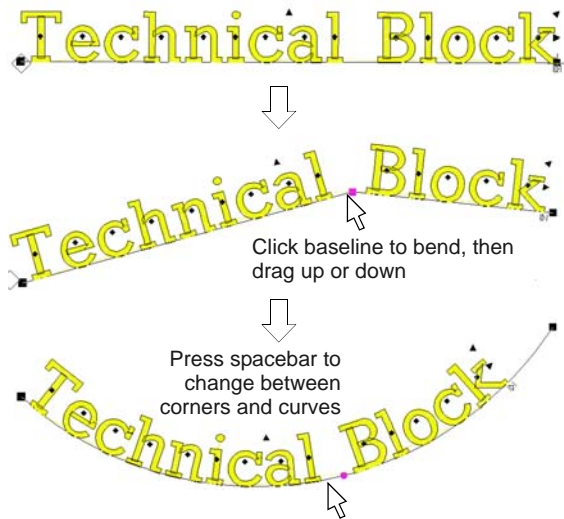 Technical Block
Technical Block
Click baseline to bend, then
drag up or down
Press spacebar to
change between
corners and curves
Technical Block